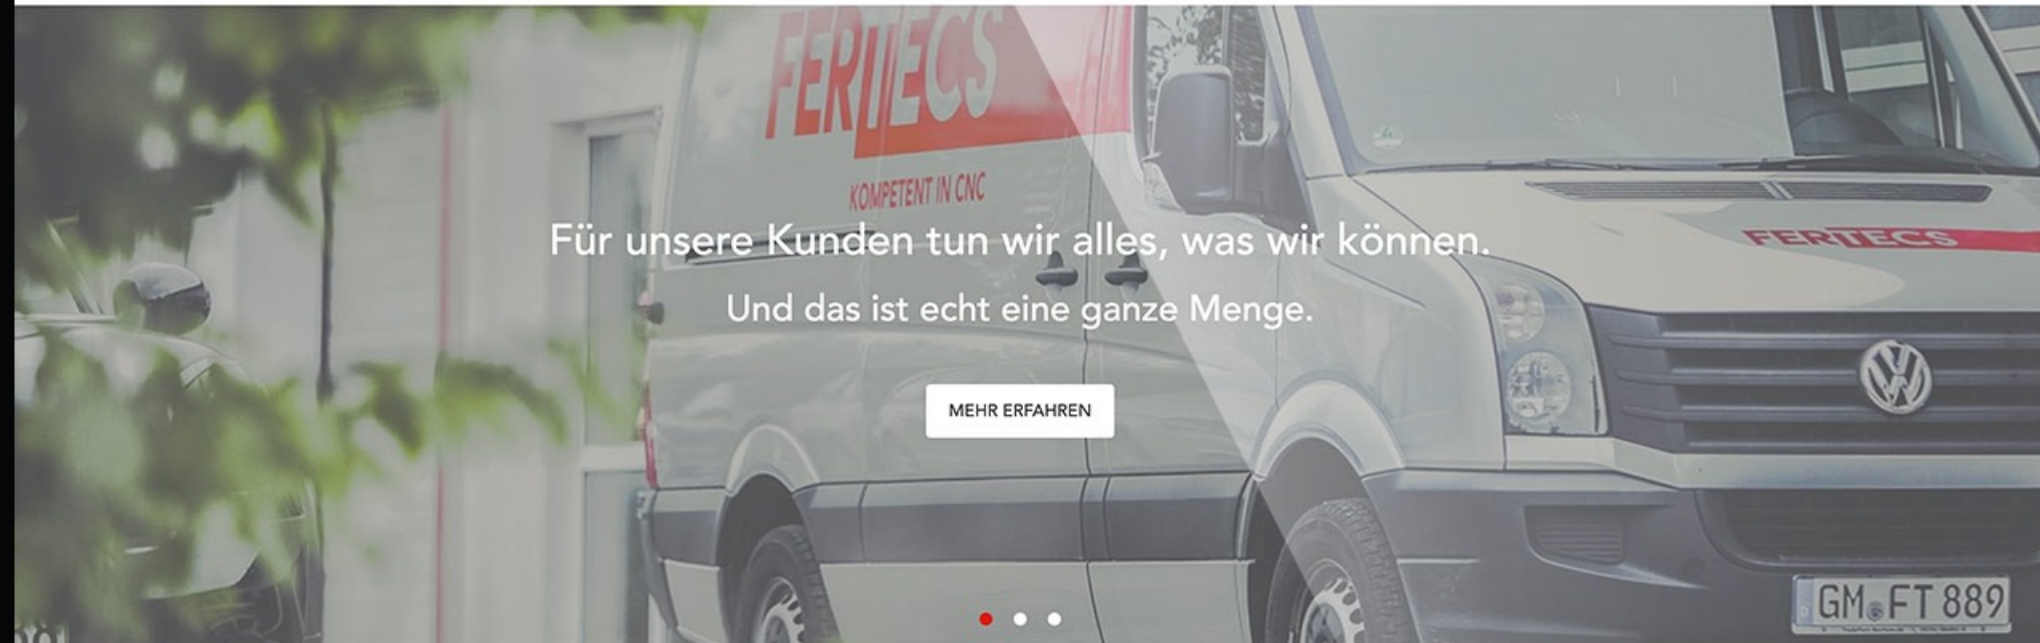 FERTECS
KOMPETENT IN CNC
FERTECS
Für unsere Kunden tun wir alles, was wir können.
Und das ist echt eine ganze Menge.
MEHR ERFAHREN
GM FT 889